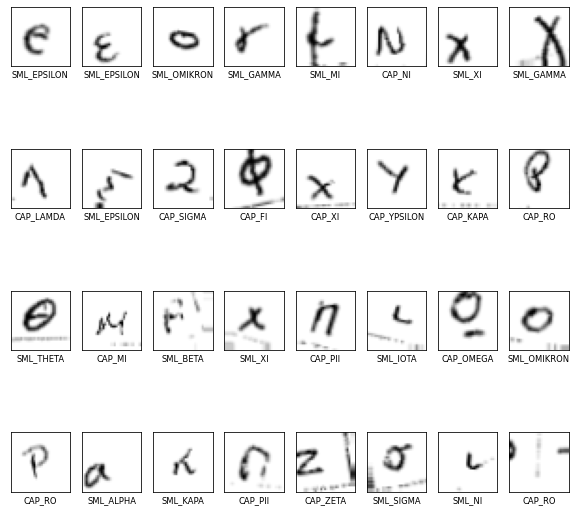 SML_EPSILON SML_EPSILON SML_OMIKRON SML_GAMMA SML_MI CAP_NI SML_XI SML_GAMMA
CAP_LAMDA SML_EPSILON CAP_SIGMA CAP_FI CAP_XI CAP_YPSILON CAP_KAPA CAP_RO
SML_THETA CAP_MI SML_BETA SML_XI CAP_PII SML_IOTA CAP_OMEGA SML_OMIKRON
CAP_RO SML_ALPHA SML_KAPA CAP_PII CAP_ZETA SML_SIGMA SML_NI CAP_RO